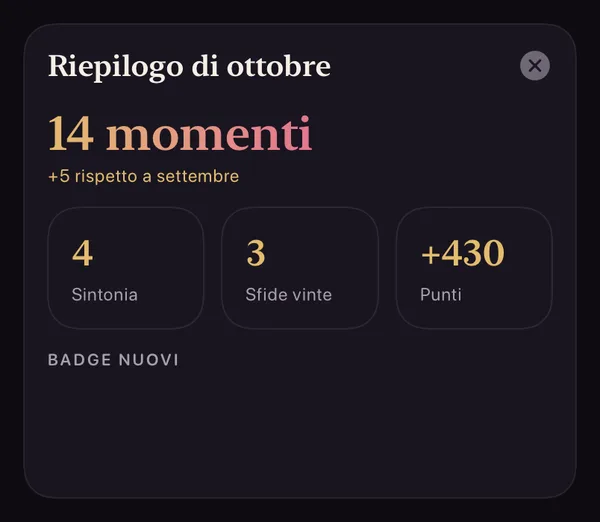 Riepilogo di ottobre
14 momenti
+5 rispetto a settembre
4
Sintonia
3
Sfide vinte
+430
Punti
BADGE NUOVI